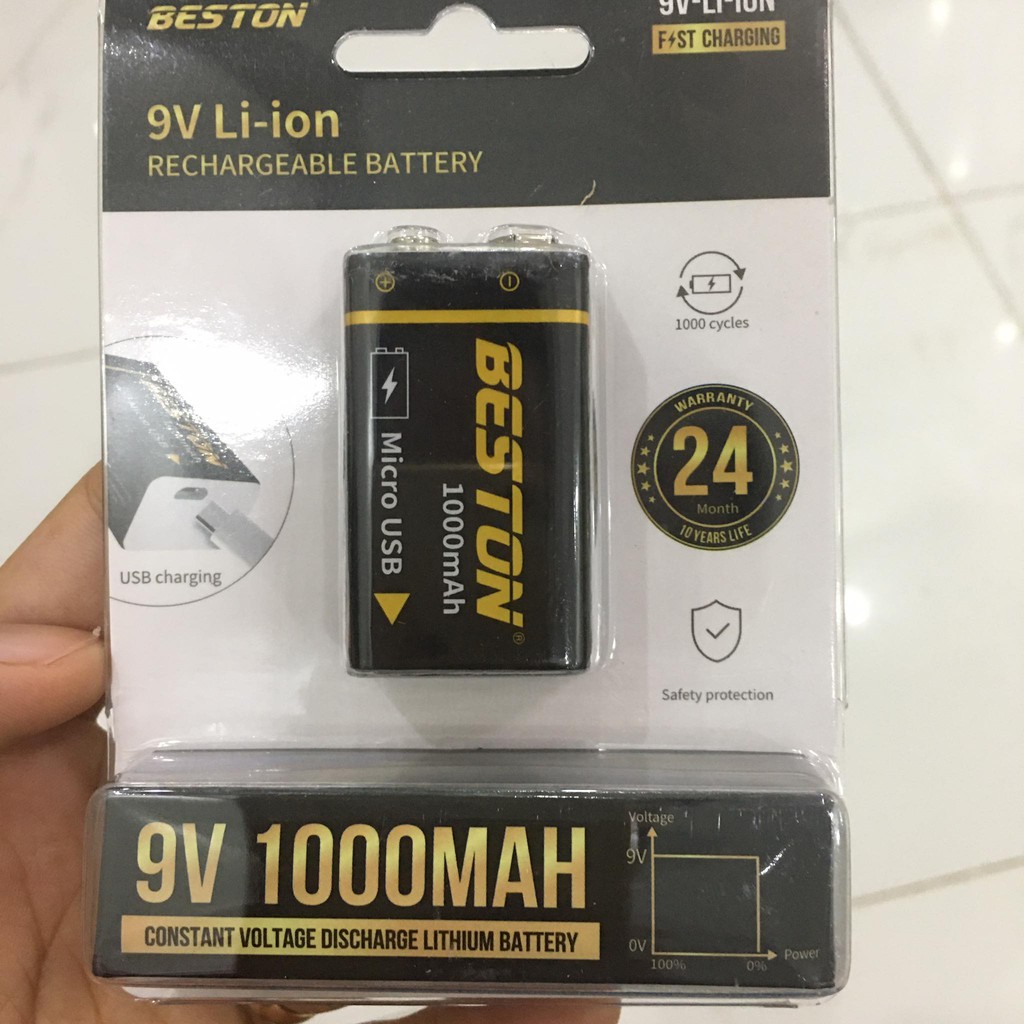 BESTON
9V-Li-ION
FAST CHARGING
9V Li-ion
RECHARGEABLE BATTERY
1000 cycles
WARRANTY
24
Month
10 YEARS LIFE
BESTON®
1000mAh
Micro USB
USB charging
Safety protection
9V 1000MAH
CONSTANT VOLTAGE DISCHARGE LITHIUM BATTERY
Voltage
9V
0V
100%
0%
Power